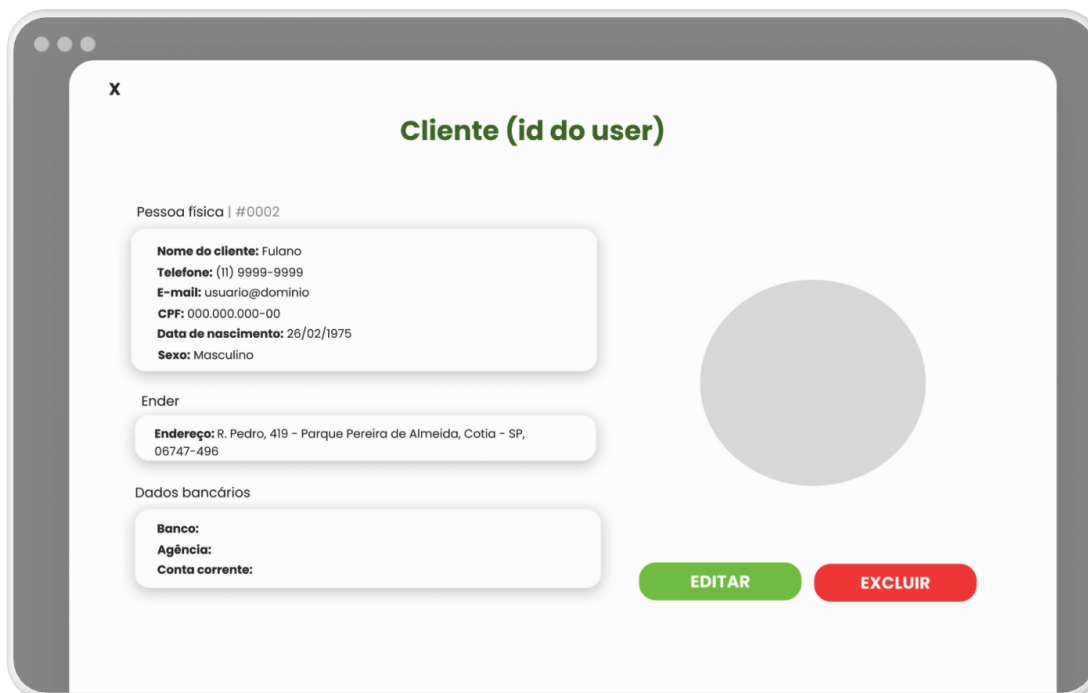 X
Cliente (id do user)
Pessoa física | #0002
Nome do cliente: Fulano
Telefone: (11) 9999-9999
E-mail: usuario@dominio
CPF: 000.000.000-00
Data de nascimento: 26/02/1975
Sexo: Masculino
Ender
Endereço: R. Pedro, 419 - Parque Pereira de Almeida, Cotia - SP,
06747-496
Dados bancários
Banco:
Agência:
Conta corrente:
EDITAR
EXCLUIR